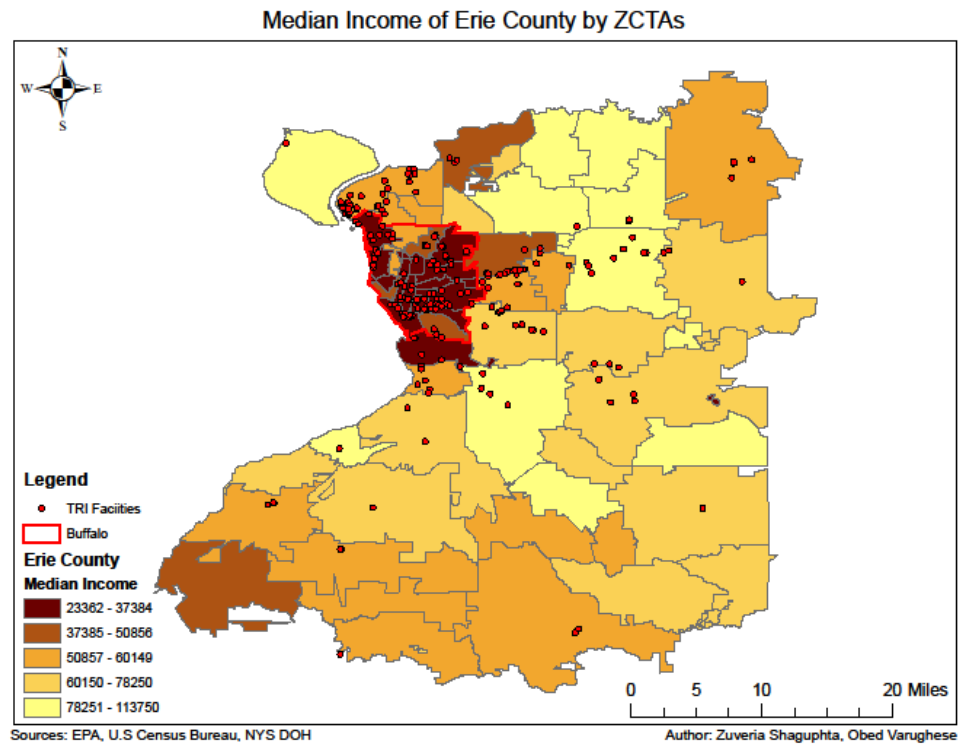 Median Income of Erie County by ZCTAs
N
W E
S
Legend
TRI Faciities
Buffalo
Erie County
Median Income
23362 - 37384
37385 - 50856
50857 - 60149
60150 - 78250
78251 - 113750
0 5 10 20 Miles
Sources: EPA, U.S Census Bureau, NYS DOH
Author: Zuveria Shaguphta, Obed Varughese